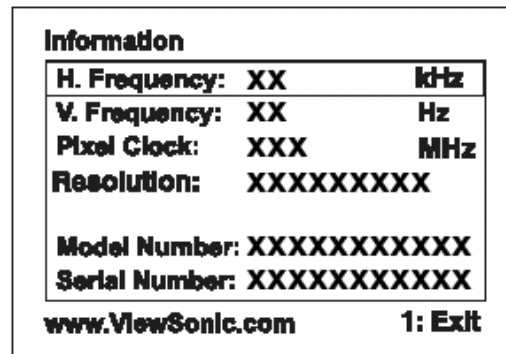 Information
H. Frequency: XX kHz
V. Frequency: XX Hz
Pixel Clock: XXX MHz
Resolution: XXXXXXXXX
Model Number: XXXXXXXXXXX
Serial Number: XXXXXXXXXXX
www.ViewSonic.com 1: Exit